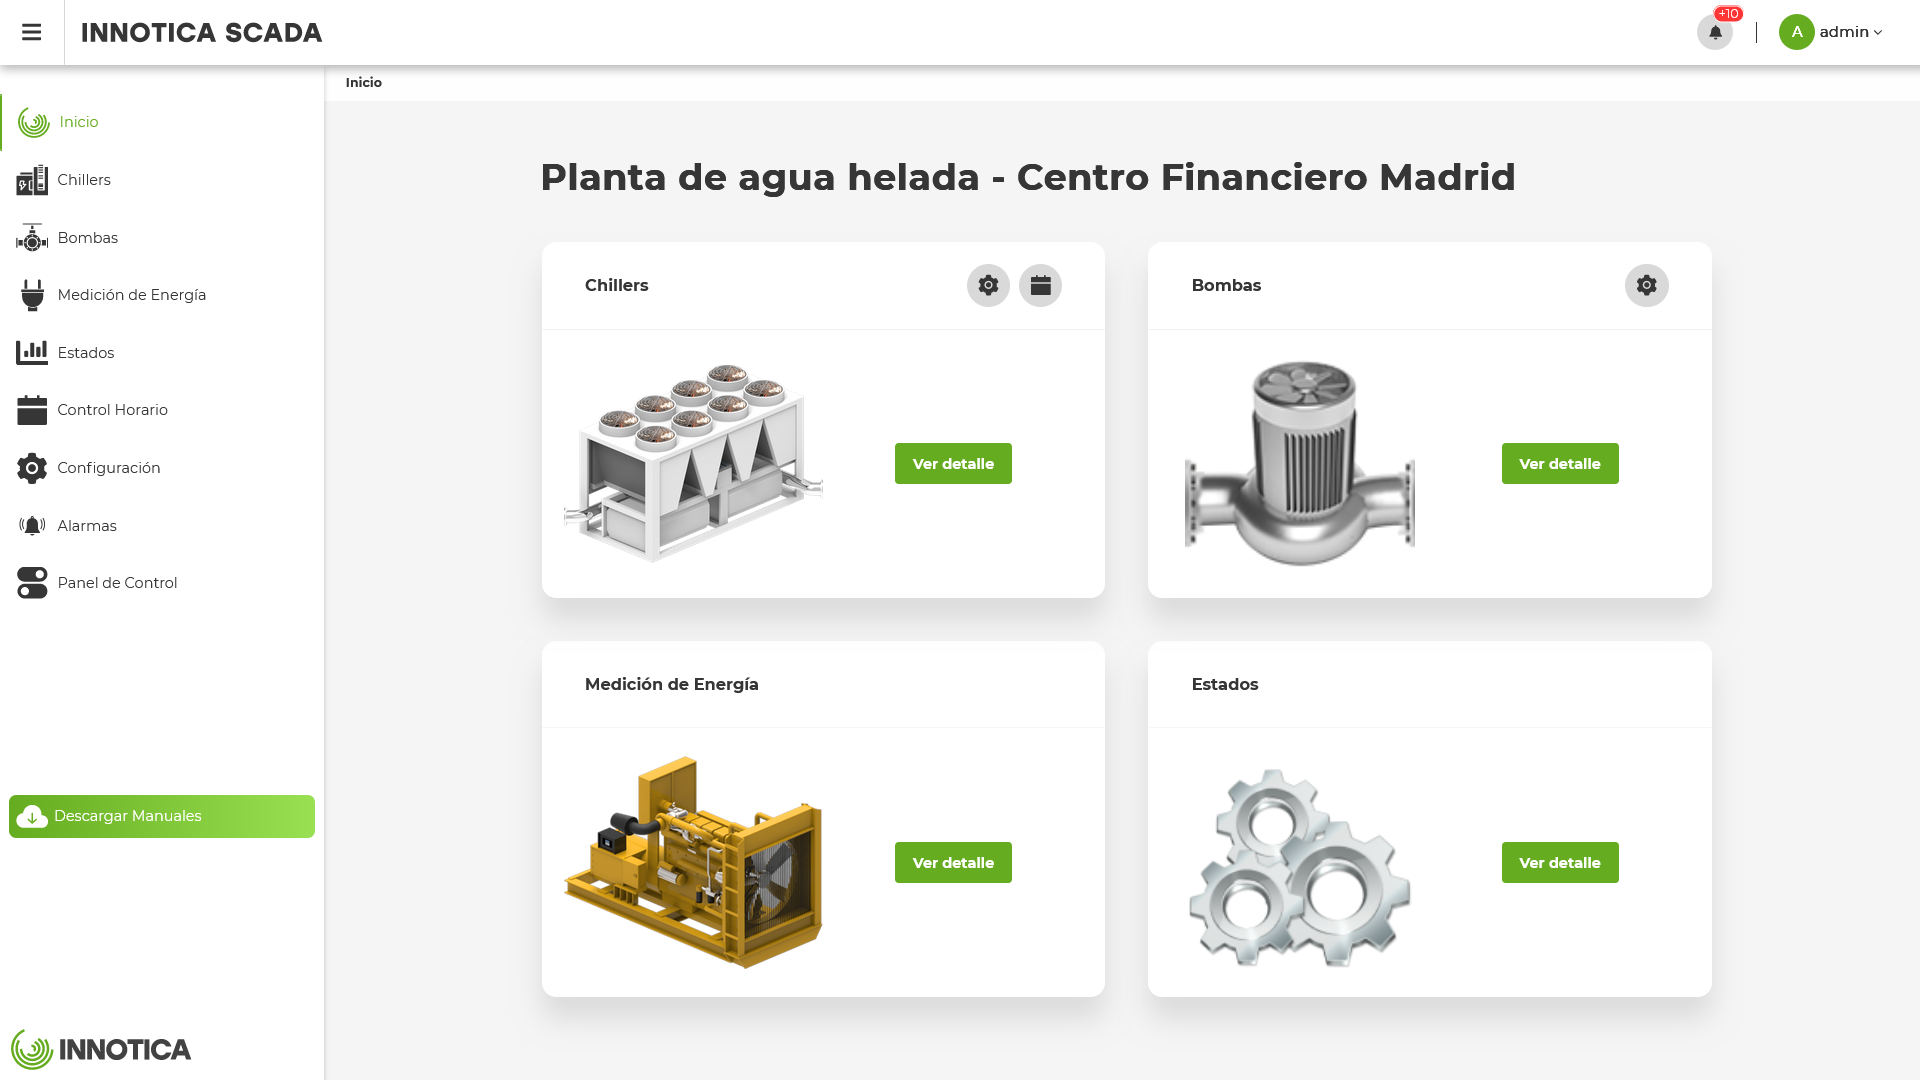 INNOTICA SCADA
+10
A admin
Inicio
Inicio
Chillers
Bombas
Medición de Energía
Estados
Control Horario
Configuración
Alarmas
Panel de Control
Descargar Manuales
INNOTICA
Planta de agua helada - Centro Financiero Madrid
Chillers
Ver detalle
Bombas
Ver detalle
Medición de Energía
Ver detalle
Estados
Ver detalle